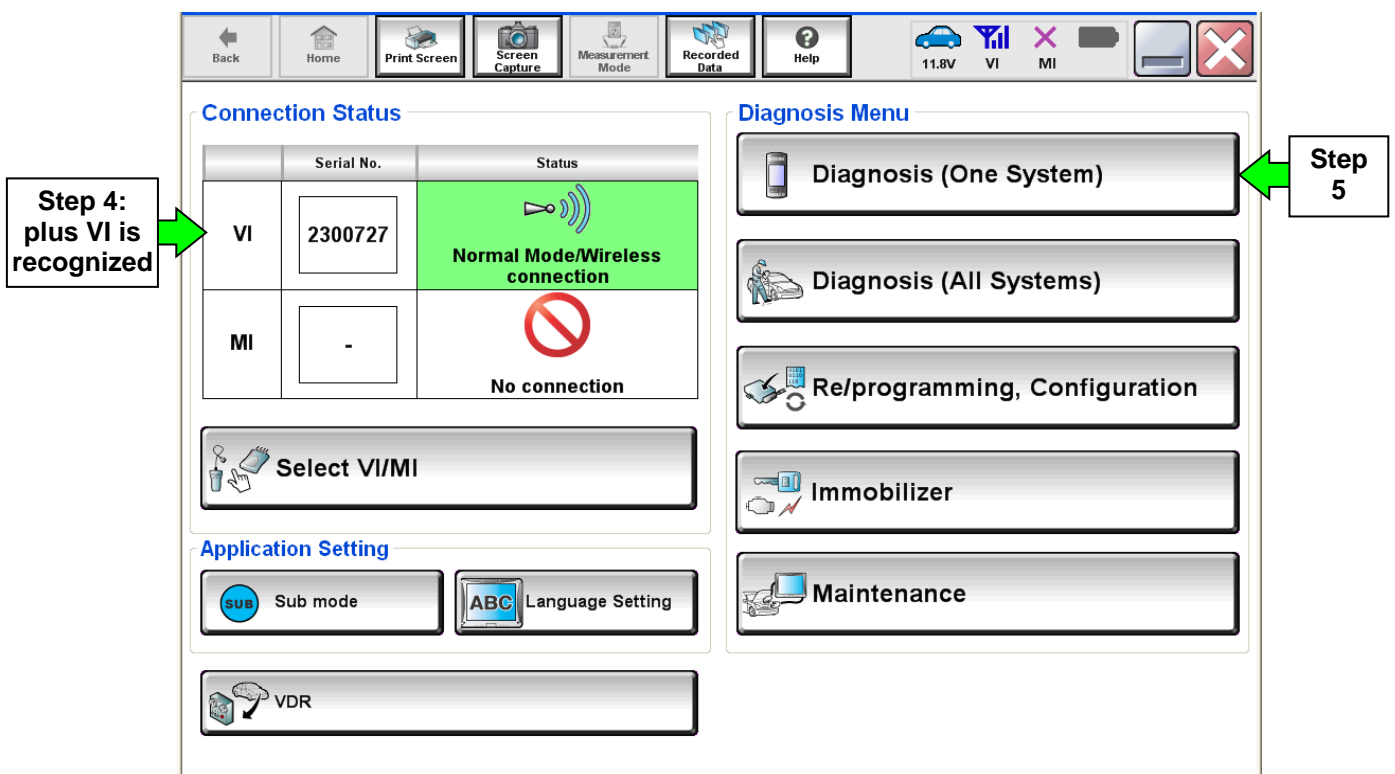 Back
Home
Print Screen
Screen
Capture
Measurement
Mode
Recorded
Data
Help
11.8V
VI
MI
Connection Status
Serial No.
Status
VI
2300727
Normal Mode/Wireless
connection
MI
-
No connection
Select VI/MI
Application Setting
SUB
Sub mode
ABC
Language Setting
VDR
Diagnosis Menu
Diagnosis (One System)
Diagnosis (All Systems)
Re/programming, Configuration
Immobilizer
Maintenance
Step 4:
plus VI is
recognized
Step
5